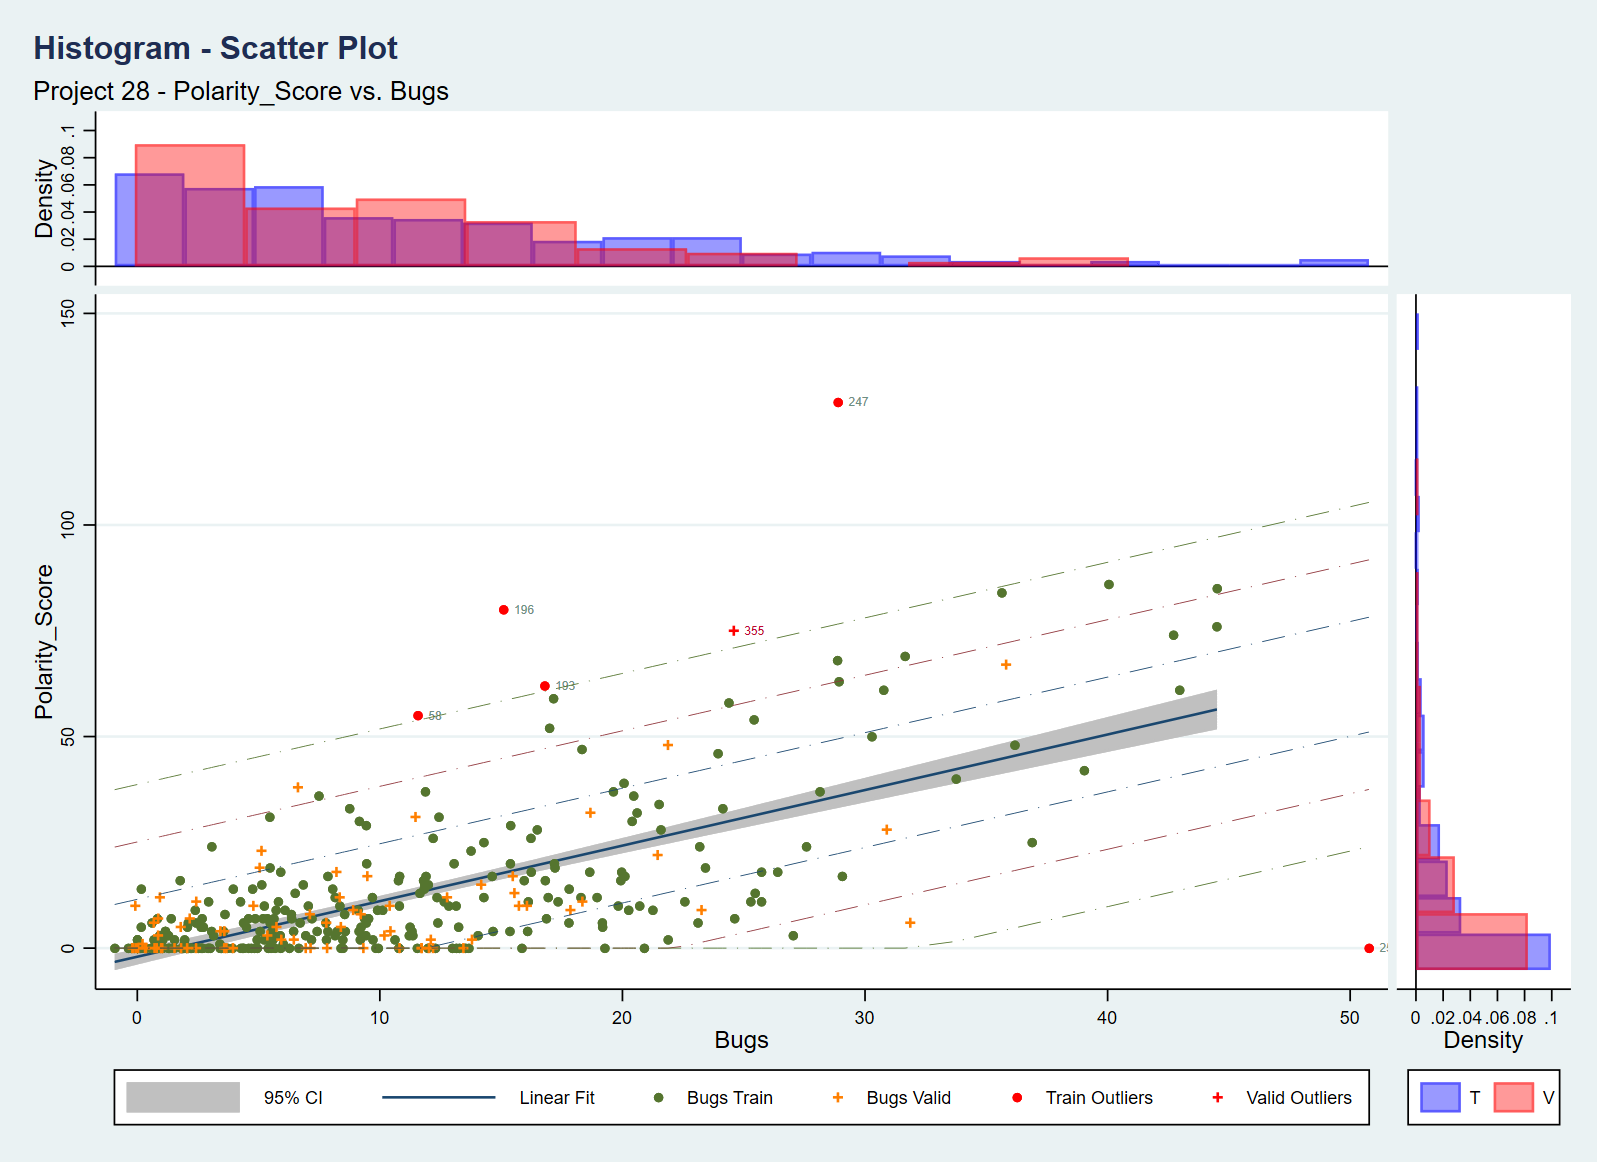 Histogram - Scatter Plot
Project 28 - Polarity_Score vs. Bugs
Density
0 .02 .04 .06 .08 .1
Polarity_Score
0 50 100 150
247
196
355
193
58
0 10 20 30 40 50
Bugs
0 .02 .04 .06 .08 .1
Density
95% CI Linear Fit Bugs Train Bugs Valid Train Outliers Valid Outliers
T V